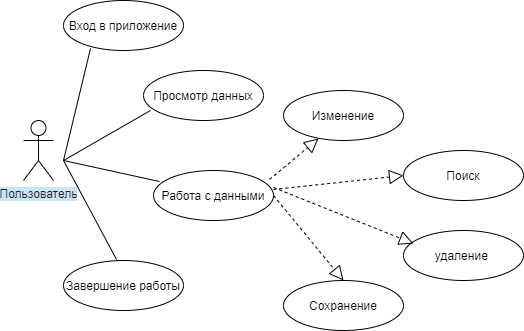 Вход в приложение
Просмотр данных
Изменение
Поиск
Пользователь
Работа с данными
удаление
Завершение работы
Сохранение